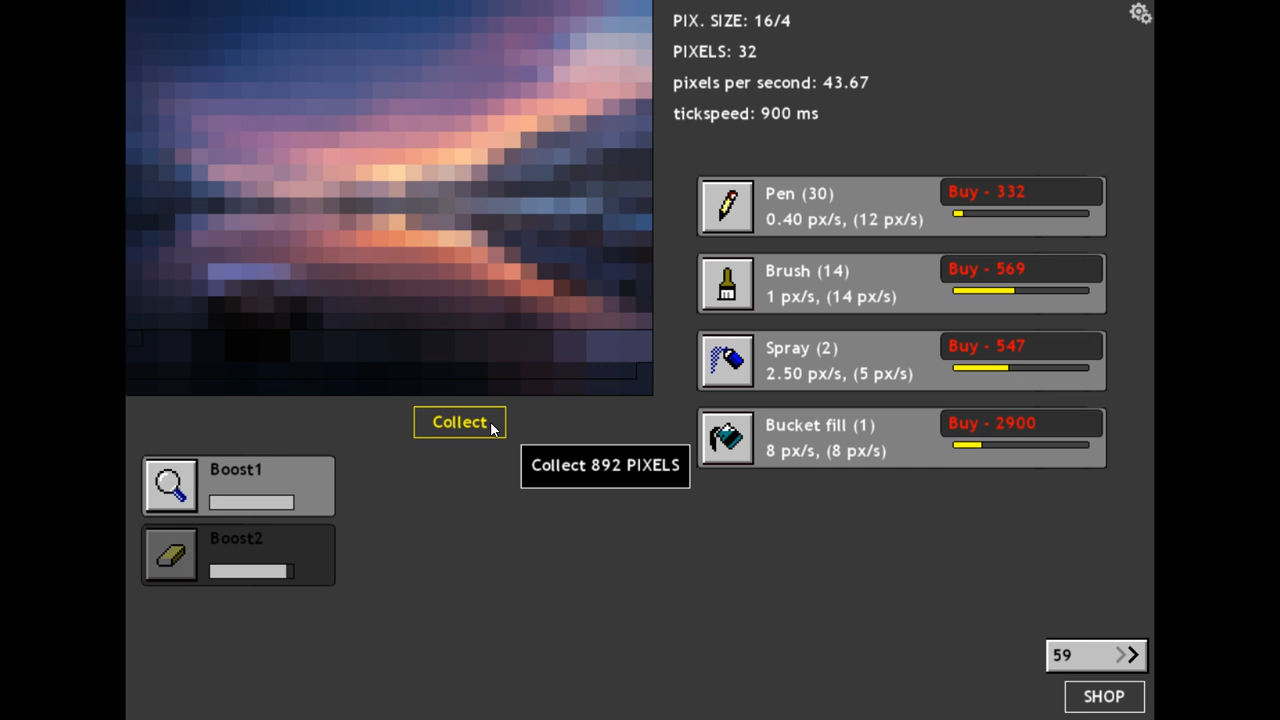 PIX. SIZE: 16/4
PIXELS: 32
pixels per second: 43.67
tickspeed: 900 ms
Pen (30)
0.40 px/s, (12 px/s)
Buy - 332
Brush (14)
1 px/s, (14 px/s)
Buy - 569
Spray (2)
2.50 px/s, (5 px/s)
Buy - 547
Bucket fill (1)
8 px/s, (8 px/s)
Buy - 2900
Collect
Collect 892 PIXELS
Boost1
Boost2
59
SHOP